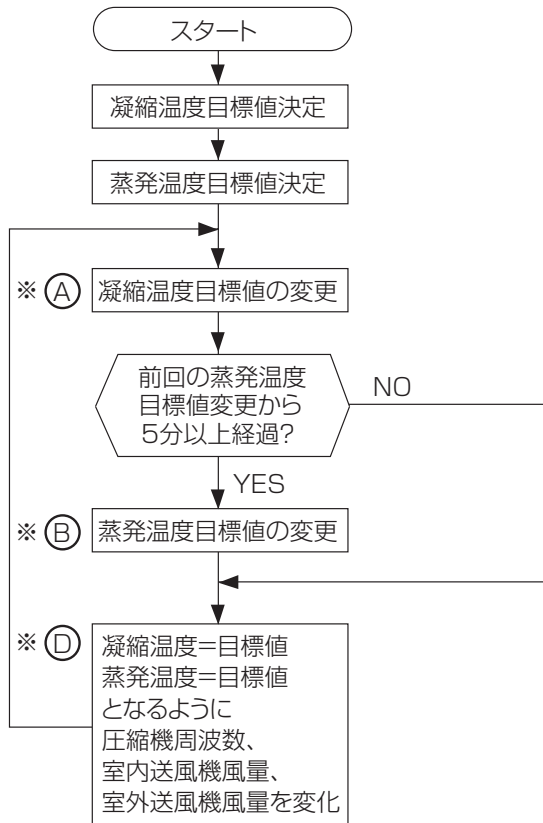 スタート
凝縮温度目標値決定
蒸発温度目標値決定
※ Ⓐ 凝縮温度目標値の変更
前回の蒸発温度
目標値変更から
5分以上経過?
NO
YES
※ Ⓑ 蒸発温度目標値の変更
※ Ⓓ 凝縮温度=目標値
蒸発温度=目標値
となるように
圧縮機周波数、
室内送風機風量、
室外送風機風量を変化